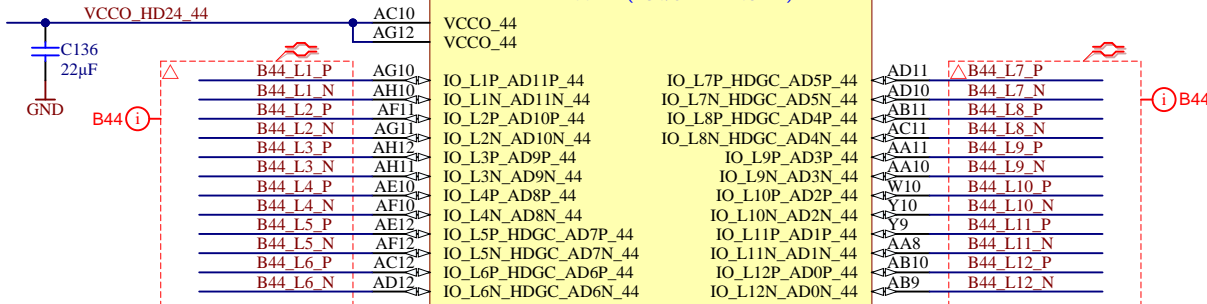 VCCO_HD24_44 AC10 VCCO_44
AG12 VCCO_44
C136
22µF
GND
B44 i
B44_L1_P AG10 IO_L1P_AD11P_44 IO_L7P_HDGC_AD5P_44 AD11 B44_L7_P
B44_L1_N AH10 IO_L1N_AD11N_44 IO_L7N_HDGC_AD5N_44 AD10 B44_L7_N
i B44
B44_L2_P AF11 IO_L2P_AD10P_44 IO_L8P_HDGC_AD4P_44 AB11 B44_L8_P
B44_L2_N AG11 IO_L2N_AD10N_44 IO_L8N_HDGC_AD4N_44 AC11 B44_L8_N
B44_L3_P AH12 IO_L3P_AD9P_44 IO_L9P_AD3P_44 AA11 B44_L9_P
B44_L3_N AH11 IO_L3N_AD9N_44 IO_L9N_AD3N_44 AA10 B44_L9_N
B44_L4_P AE10 IO_L4P_AD8P_44 IO_L10P_AD2P_44 W10 B44_L10_P
B44_L4_N AF10 IO_L4N_AD8N_44 IO_L10N_AD2N_44 Y10 B44_L10_N
B44_L5_P AE12 IO_L5P_HDGC_AD7P_44 IO_L11P_AD1P_44 Y9 B44_L11_P
B44_L5_N AF12 IO_L5N_HDGC_AD7N_44 IO_L11N_AD1N_44 AA8 B44_L11_N
B44_L6_P AC12 IO_L6P_HDGC_AD6P_44 IO_L12P_AD0P_44 AB10 B44_L12_P
B44_L6_N AD12 IO_L6N_HDGC_AD6N_44 IO_L12N_AD0N_44 AB9 B44_L12_N